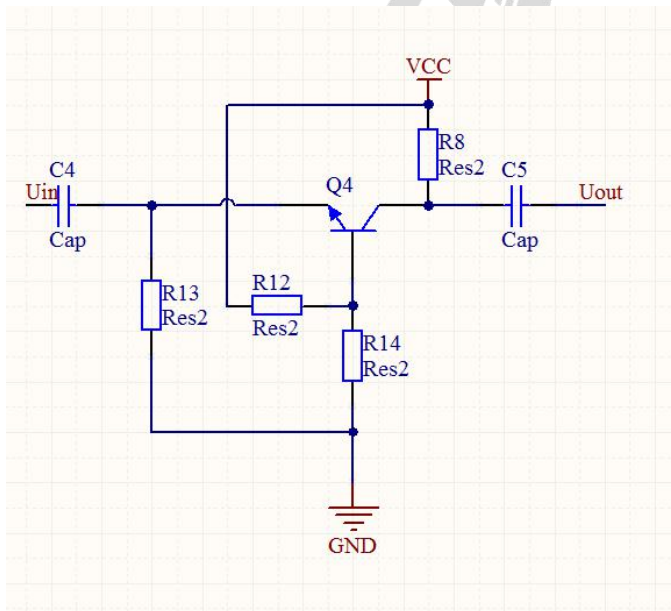 VCC
R8
Res2
C4
Uin
Cap
Q4
C5
Uout
Cap
R13
Res2
R12
Res2
R14
Res2
GND